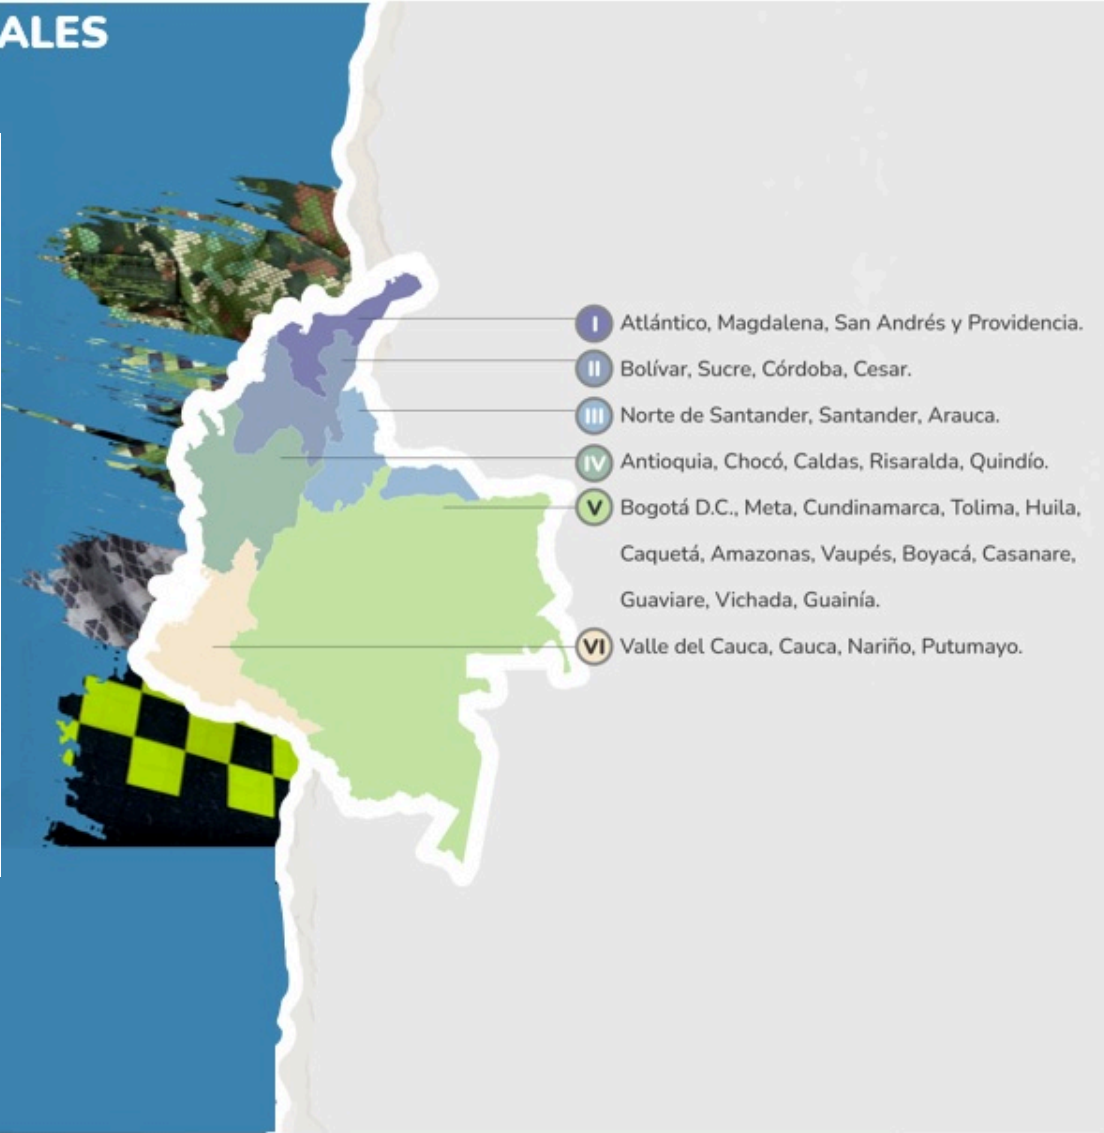 ALES
I Atlántico, Magdalena, San Andrés y Providencia.
II Bolívar, Sucre, Córdoba, Cesar.
III Norte de Santander, Santander, Arauca.
IV Antioquia, Chocó, Caldas, Risaralda, Quindío.
V Bogotá D.C., Meta, Cundinamarca, Tolima, Huila,
Caquetá, Amazonas, Vaupés, Boyacá, Casanare,
Guaviare, Vichada, Guainía.
VI Valle del Cauca, Cauca, Nariño, Putumayo.